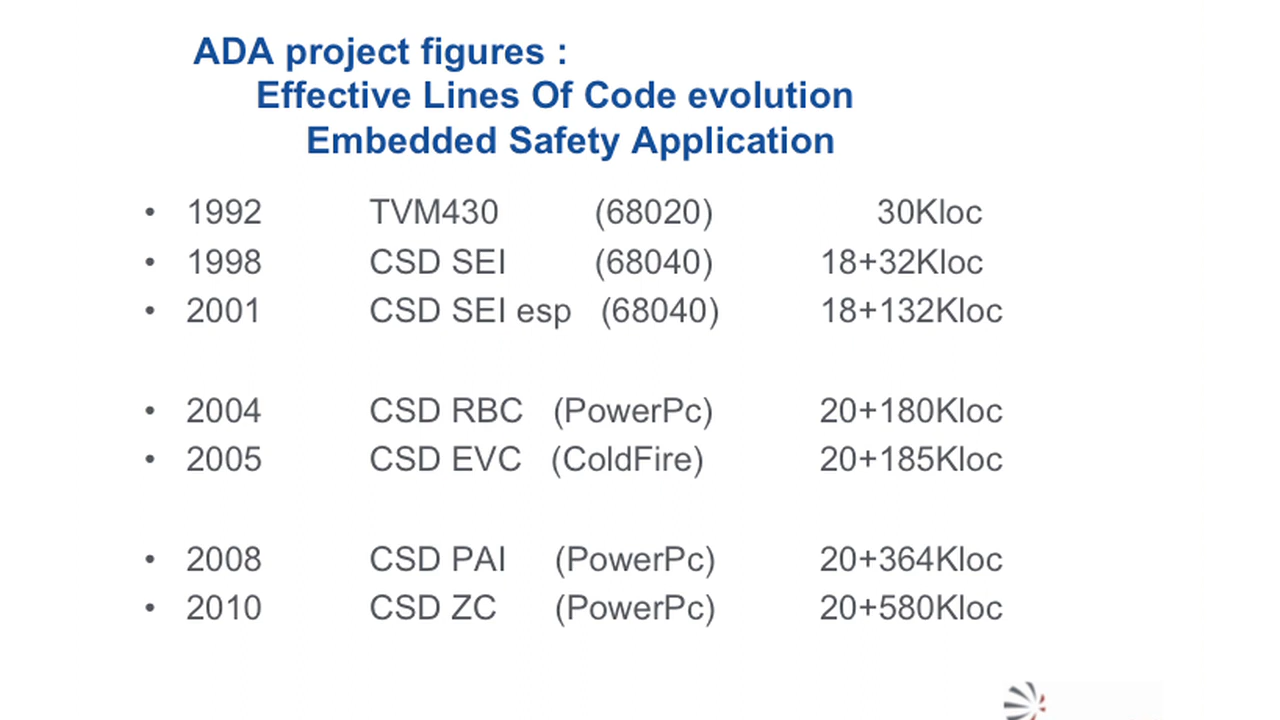 ADA project figures :
Effective Lines Of Code evolution
Embedded Safety Application
• 1992 TVM430 (68020) 30Kloc
• 1998 CSD SEI (68040) 18+32Kloc
• 2001 CSD SEI esp (68040) 18+132Kloc
• 2004 CSD RBC (PowerPc) 20+180Kloc
• 2005 CSD EVC (ColdFire) 20+185Kloc
• 2008 CSD PAI (PowerPc) 20+364Kloc
• 2010 CSD ZC (PowerPc) 20+580Kloc